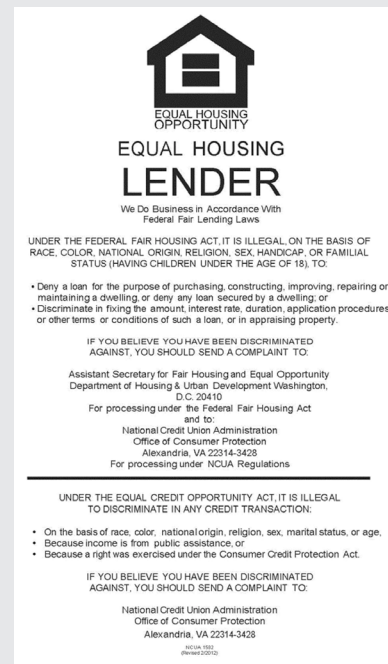 EQUAL HOUSING
OPPORTUNITY
EQUAL HOUSING
LENDER
We Do Business in Accordance With
Federal Fair Lending Laws
UNDER THE FEDERAL FAIR HOUSING ACT, IT IS ILLEGAL, ON THE BASIS OF
RACE, COLOR, NATIONAL ORIGIN, RELIGION, SEX, HANDICAP, OR FAMILIAL
STATUS (HAVING CHILDREN UNDER THE AGE OF 18), TO:
• Deny a loan for the purpose of purchasing, constructing, improving, repairing or
maintaining a dwelling, or deny any loan secured by a dwelling; or
• Discriminate in fixing the amount, interest rate, duration, application procedures
or other terms or conditions of such a loan, or in appraising property.
IF YOU BELIEVE YOU HAVE BEEN DISCRIMINATED
AGAINST, YOU SHOULD SEND A COMPLAINT TO:
Assistant Secretary for Fair Housing and Equal Opportunity
Department of Housing & Urban Development Washington,
D.C. 20410
For processing under the Federal Fair Housing Act
and to:
National Credit Union Administration
Office of Consumer Protection
Alexandria, VA 22314-3428
For processing under NCUA Regulations
UNDER THE EQUAL CREDIT OPPORTUNITY ACT, IT IS ILLEGAL
TO DISCRIMINATE IN ANY CREDIT TRANSACTION:
• On the basis of race, color, national origin, religion, sex, marital status, or age,
• Because income is from public assistance, or
• Because a right was exercised under the Consumer Credit Protection Act.
IF YOU BELIEVE YOU HAVE BEEN DISCRIMINATED
AGAINST, YOU SHOULD SEND A COMPLAINT TO:
National Credit Union Administration
Office of Consumer Protection
Alexandria, VA 22314-3428
NCUA 1502
(Revised 2/2012)